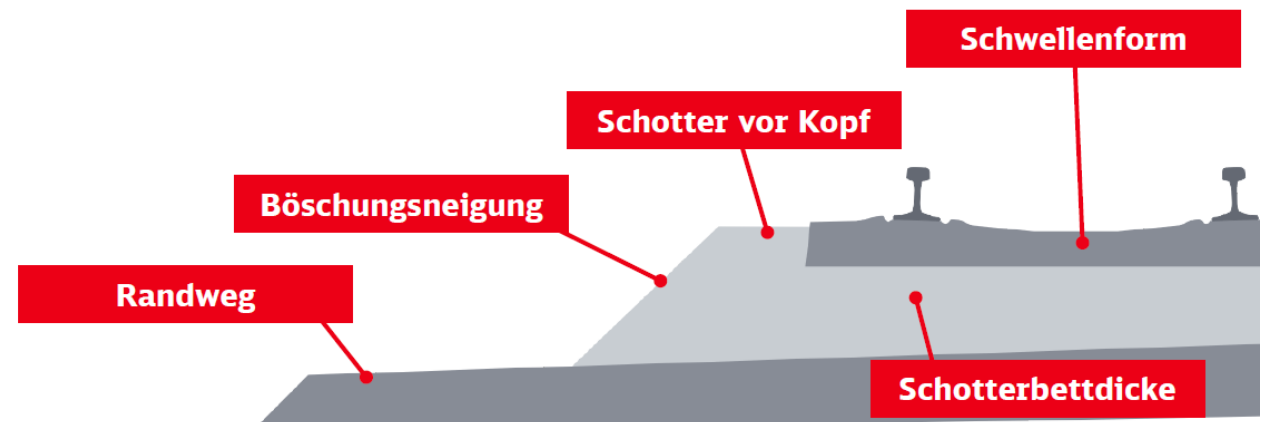 Schwellenform
Schotter vor Kopf
Böschungsneigung
Randweg
Schotterbettdicke